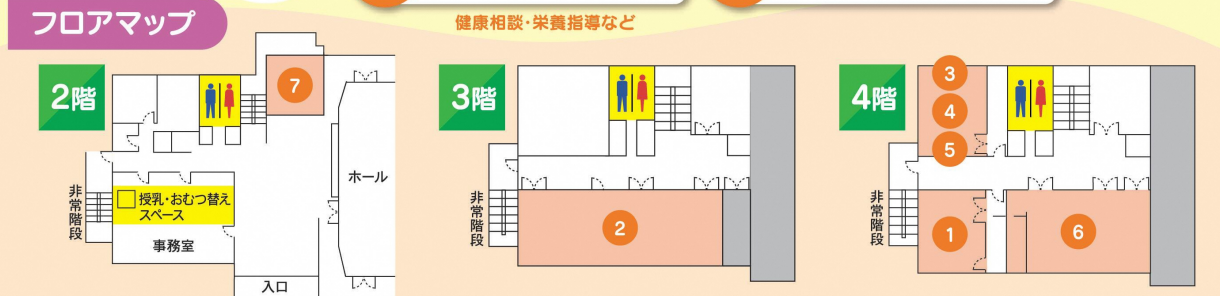 健康相談・栄養指導など
フロアマップ
2階
7
ホール
非常階段
授乳・おむつ替え
スペース
事務室
入口
3階
非常階段
2
4階
3
4
5
非常階段
1
6